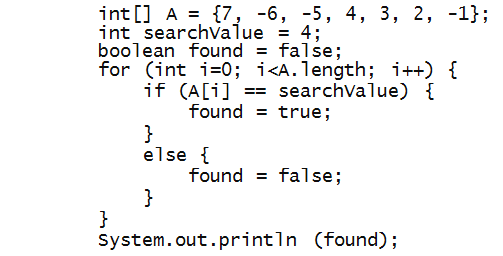 int[] A = {7, -6, -5, 4, 3, 2, -1};
int searchValue = 4;
boolean found = false;
for (int i=0; i<A.length; i++) {
    if (A[i] == searchValue) {
        found = true;
    }
    else {
        found = false;
    }
}
System.out.println (found);